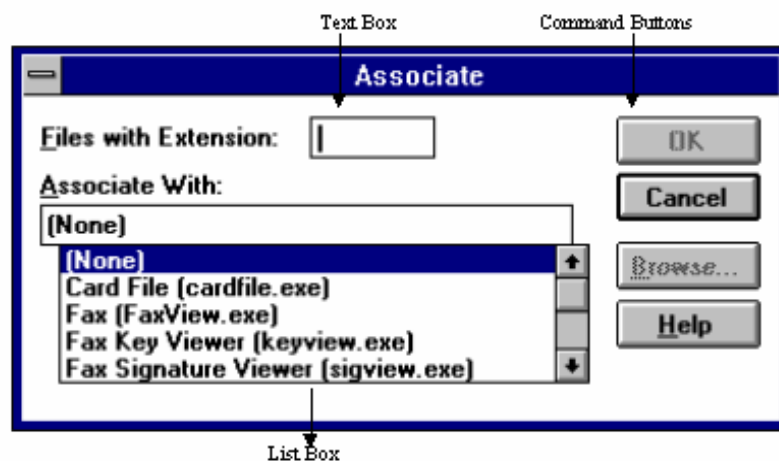 Text Box
Command Buttons
Associate
Files with Extension:
OK
Associate With:
Cancel
(None)
(None)
Card File (cardfile.exe)
Browse...
Fax (FaxView.exe)
Fax Key Viewer (keyview.exe)
Help
Fax Signature Viewer (sigview.exe)
List Box